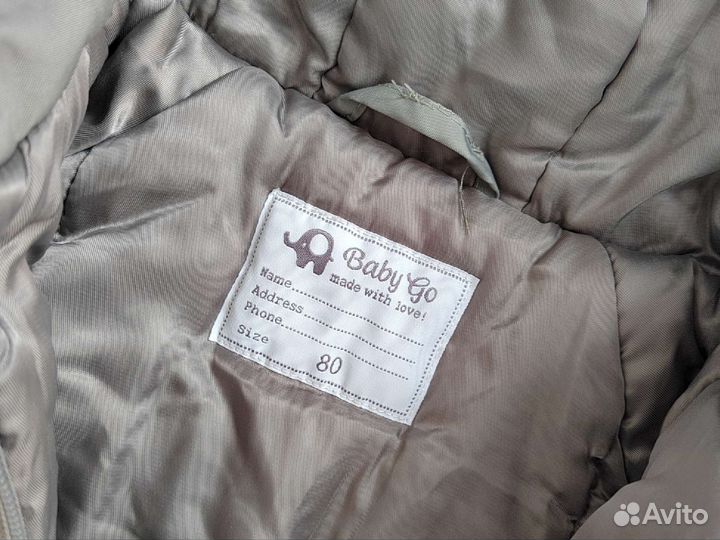 Baby Go
made with love!
Name
Address
Phone
Size 80
Avito